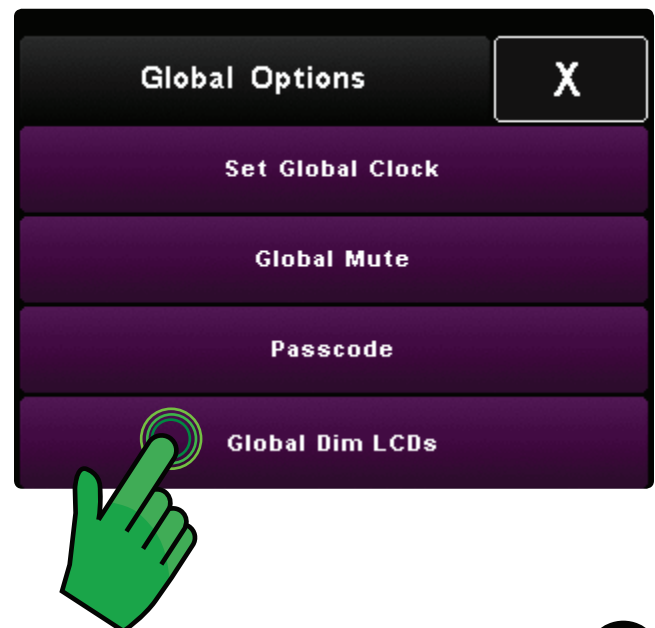 Global Options X
Set Global Clock
Global Mute
Passcode
Global Dim LCDs